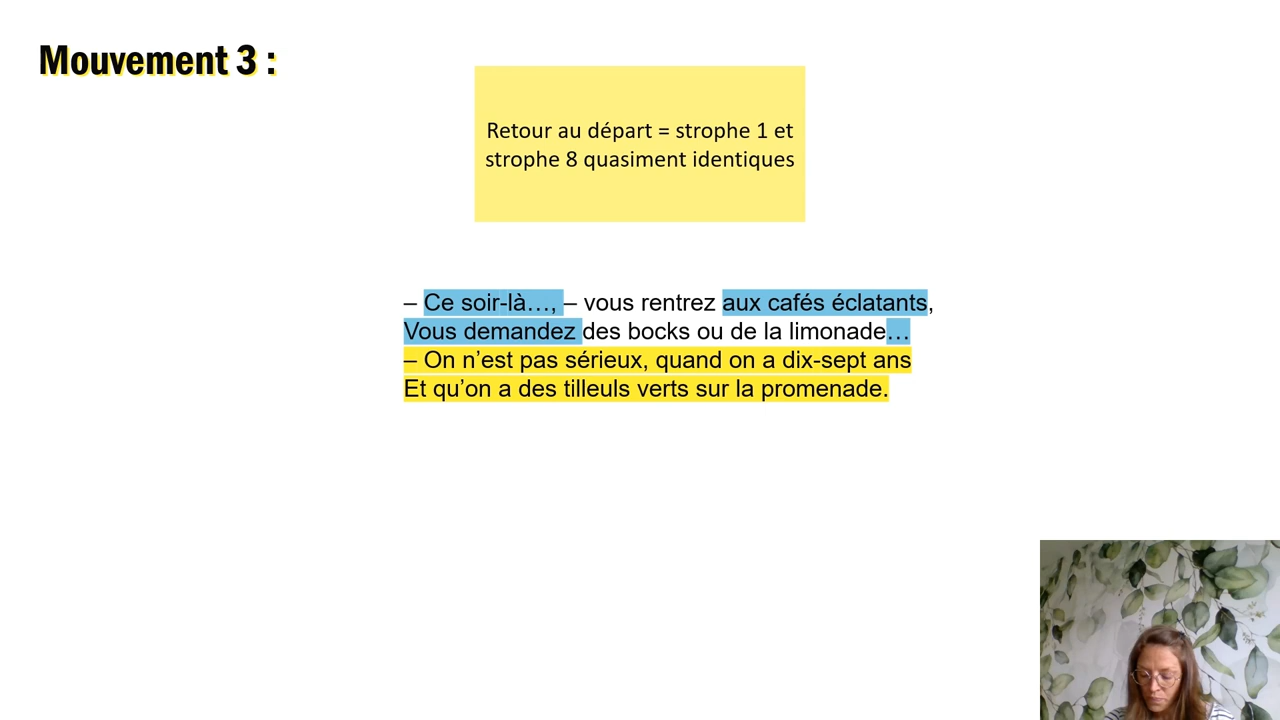 Mouvement 3 :
Retour au départ = strophe 1 et
strophe 8 quasiment identiques
– Ce soir-là…, – vous rentrez aux cafés éclatants,
Vous demandez des bocks ou de la limonade…
– On n’est pas sérieux, quand on a dix-sept ans
Et qu’on a des tilleuls verts sur la promenade.